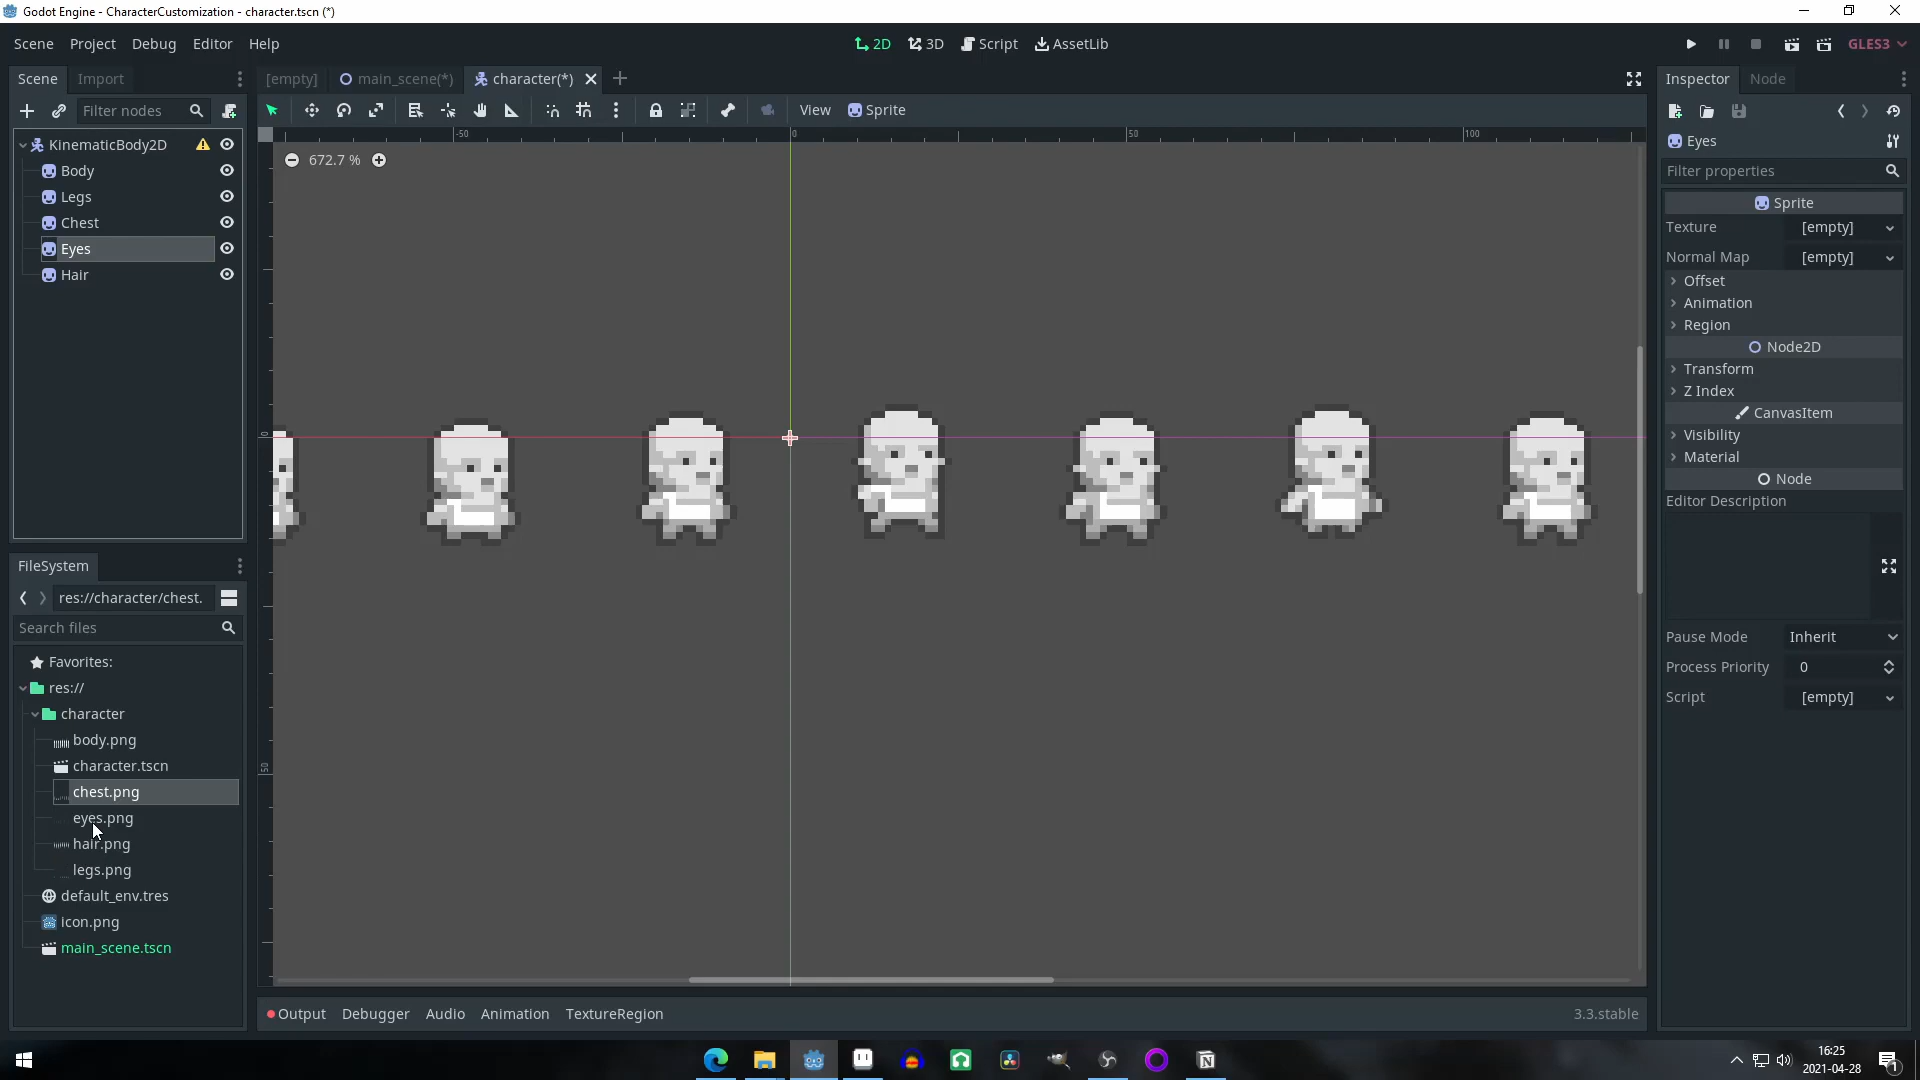 Godot Engine - CharacterCustomization - character.tscn (*)
Scene Project Debug Editor Help
2D 3D Script AssetLib
GLES3
Scene Import
[empty] main_scene(*) character(*)
Inspector Node
Filter nodes
View Sprite
KinematicBody2D
Body
Legs
Chest
Eyes
Hair
-50 0 50 100
672.7 %
0
50
Eyes
Filter properties
Sprite
Texture [empty]
Normal Map [empty]
Offset
Animation
Region
Node2D
Transform
Z Index
CanvasItem
Visibility
Material
Node
Editor Description
Pause Mode Inherit
Process Priority 0
Script [empty]
FileSystem
res://character/chest.
Search files
Favorites:
res://
character
body.png
character.tscn
chest.png
eyes.png
hair.png
legs.png
default_env.tres
icon.png
main_scene.tscn
Output Debugger Audio Animation TextureRegion
3.3.stable
16:25
2021-04-28
1